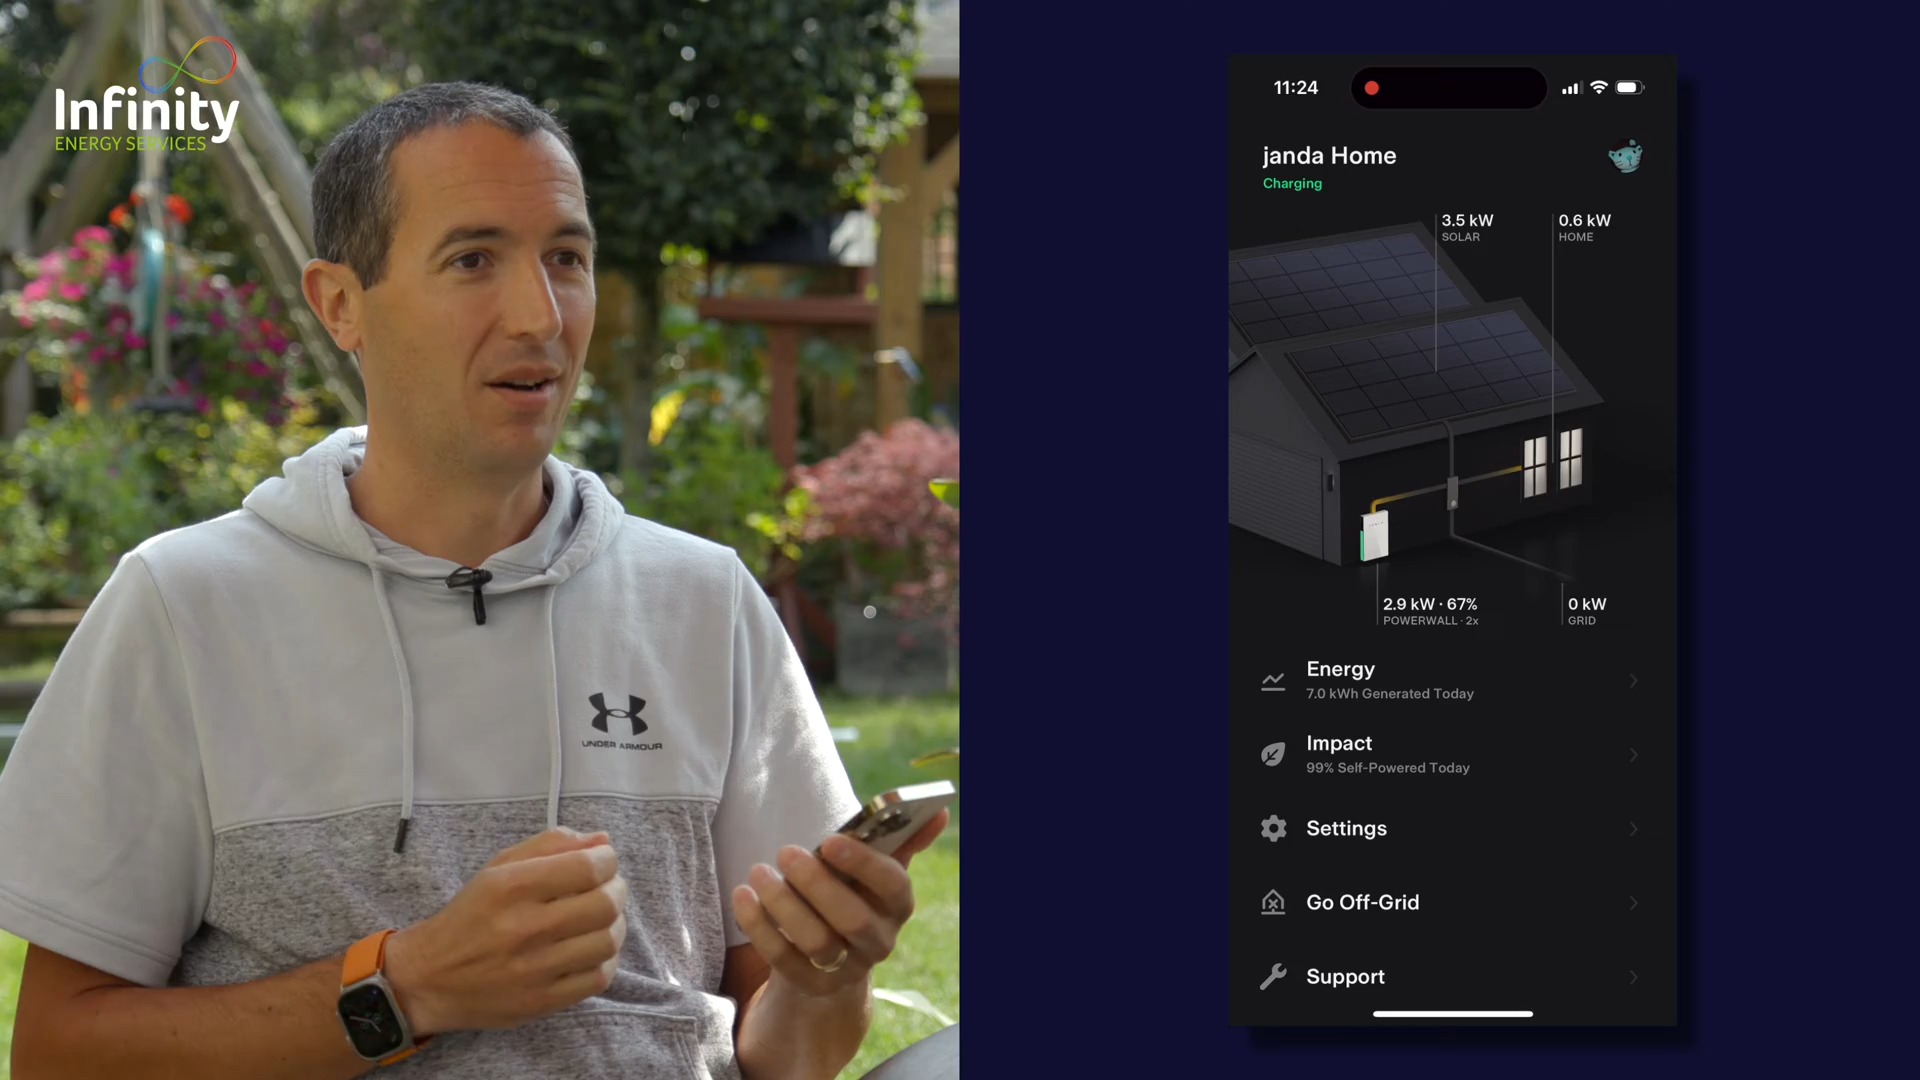 Infinity
ENERGY SERVICES
UNDER ARMOUR
11:24
janda Home
Charging
3.5 kW
SOLAR
0.6 kW
HOME
2.9 kW · 67%
POWERWALL · 2x
0 kW
GRID
Energy
7.0 kWh Generated Today
Impact
99% Self-Powered Today
Settings
Go Off-Grid
Support